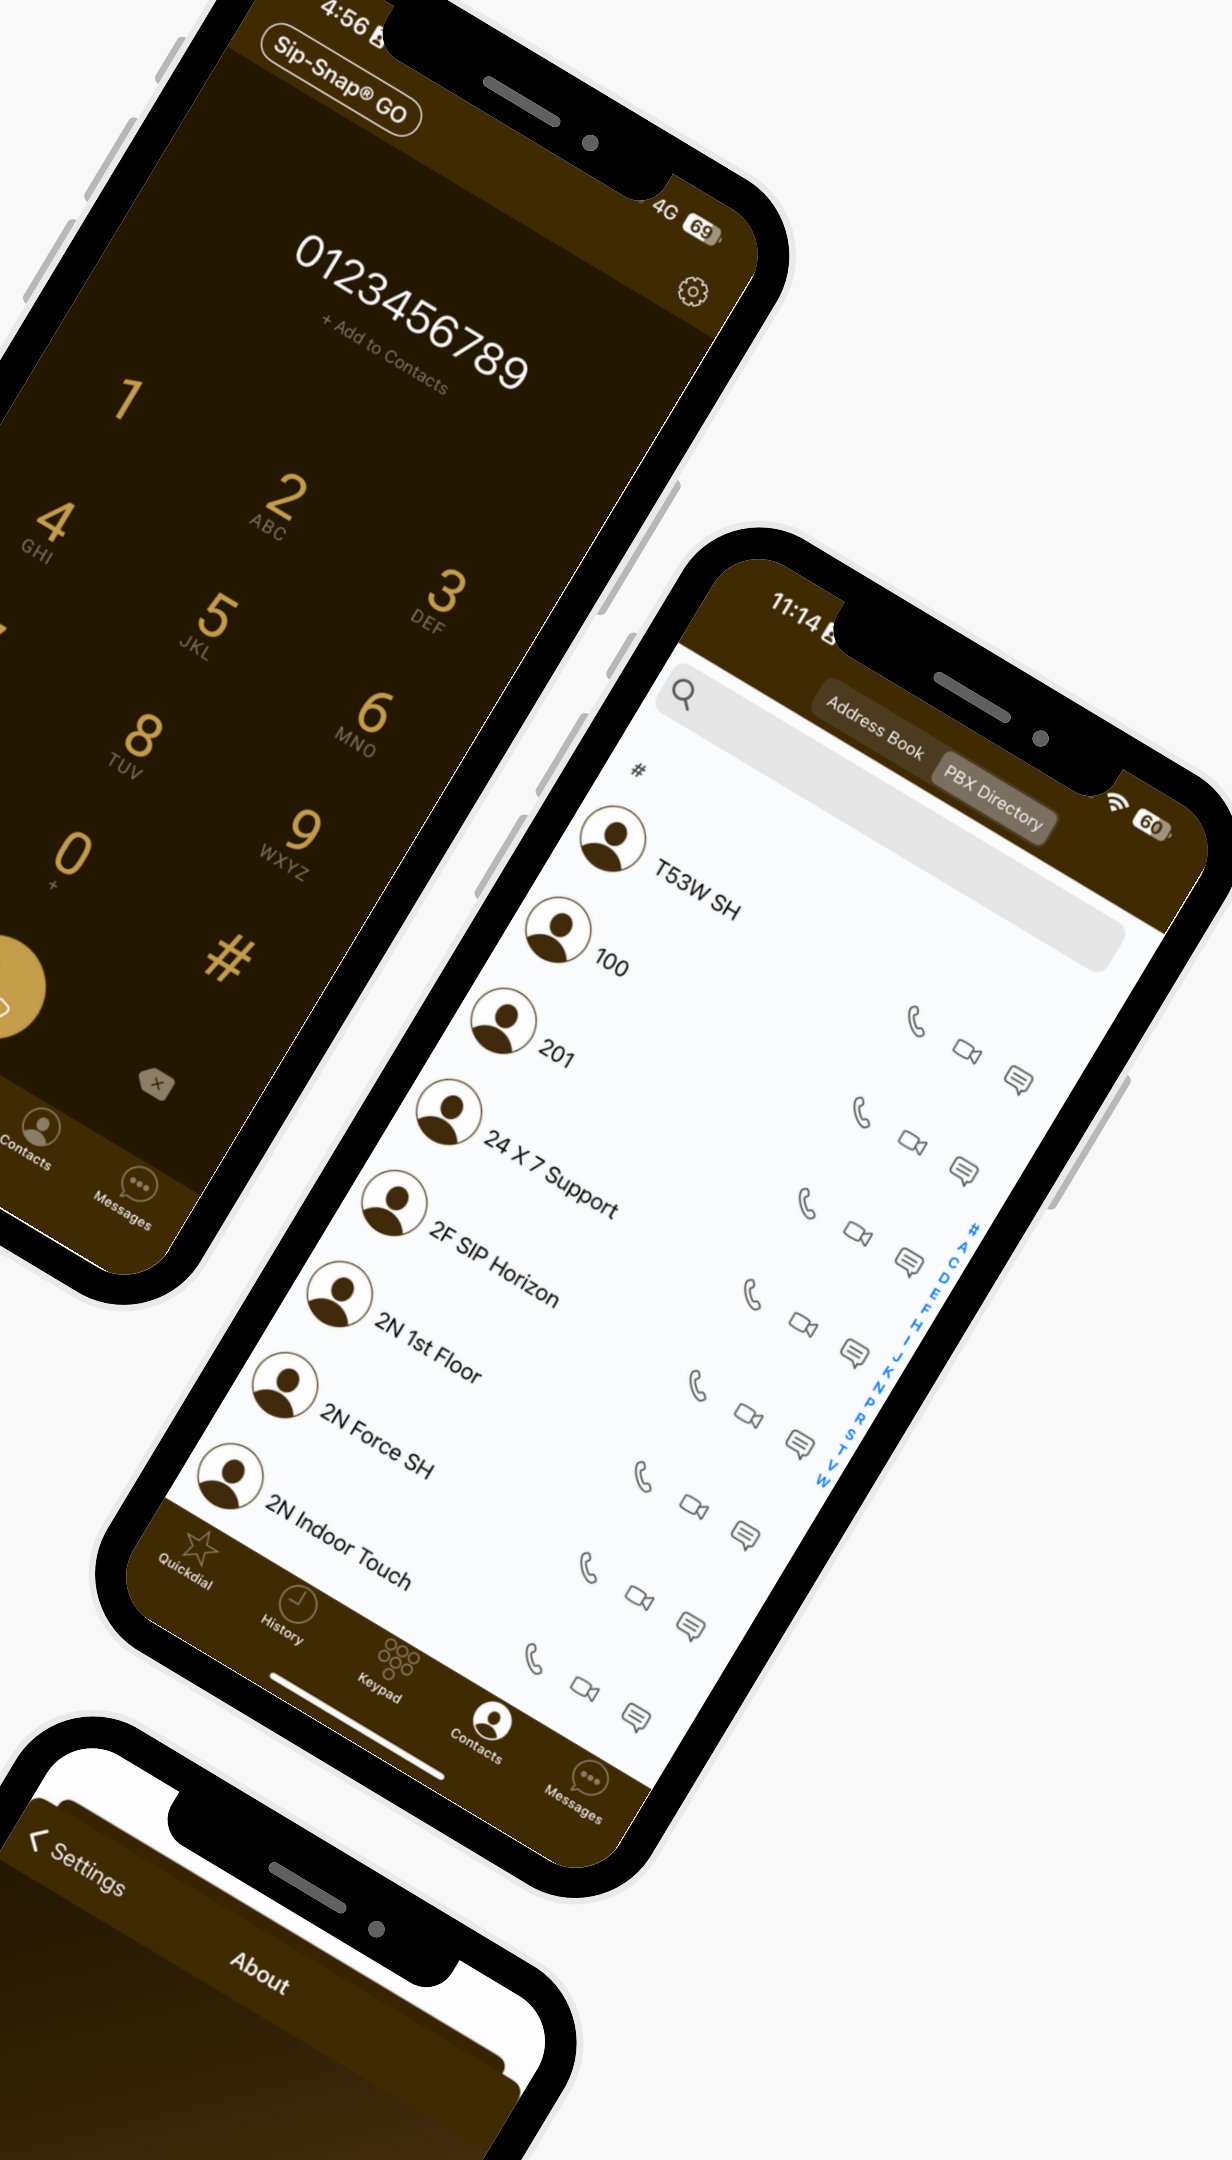 4:56
4G 69
Sip-Snap® GO
0123456789
+ Add to Contacts
1
2
ABC
3
DEF
4
GHI
5
JKL
6
MNO
8
TUV
9
WXYZ
0
+
#
Contacts
Messages
11:14
60
Address Book
PBX Directory
#
T53W SH
100
201
24 X 7 Support
2F SIP Horizon
2N 1st Floor
2N Force SH
2N Indoor Touch
#
A
C
D
E
F
H
I
J
K
N
P
R
S
T
V
W
Quickdial
History
Keypad
Contacts
Messages
Settings
About